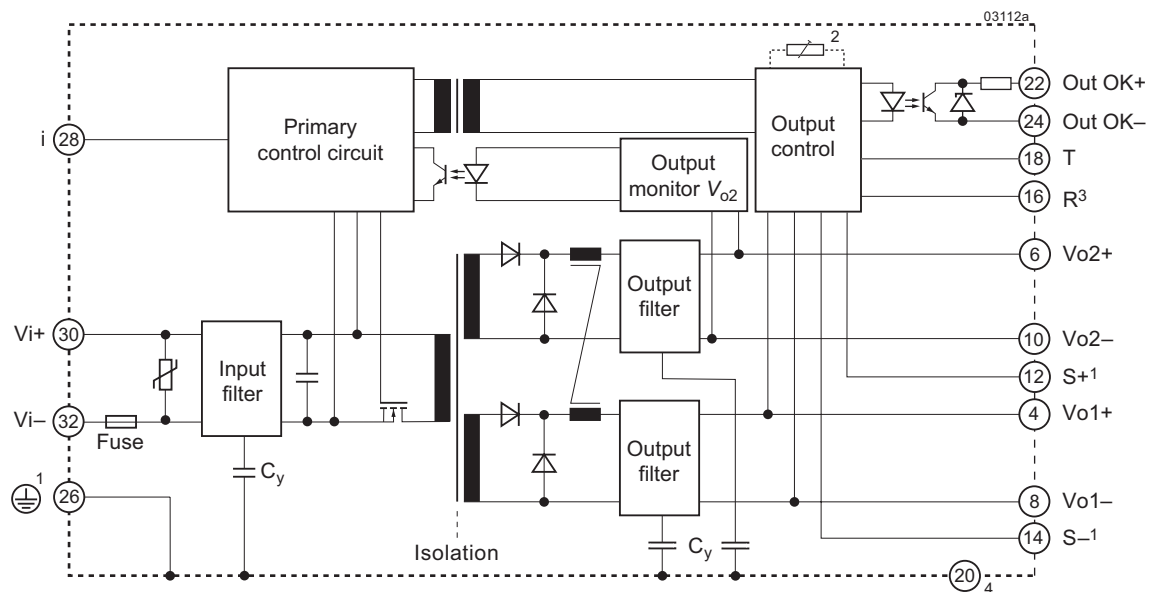 03112a
2
22 Out OK+
Primary
control circuit
Output
control
24 Out OK–
i 28
Output
monitor Vo2
18 T
16 R3
6 Vo2+
Output
filter
Vi+ 30
10 Vo2–
Input
filter
12 S+1
4 Vo1+
Vi– 32
Fuse
Output
filter
Cy
1
26
8 Vo1–
14 S–1
Isolation
Cy
20 4